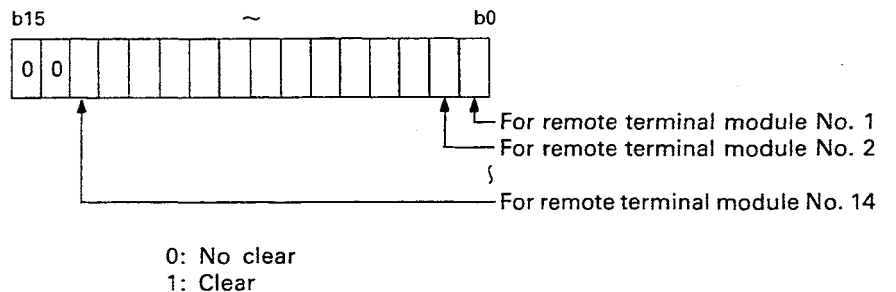 b15 ~ b0
0 0
For remote terminal module No. 1
For remote terminal module No. 2
For remote terminal module No. 14
0: No clear
1: Clear